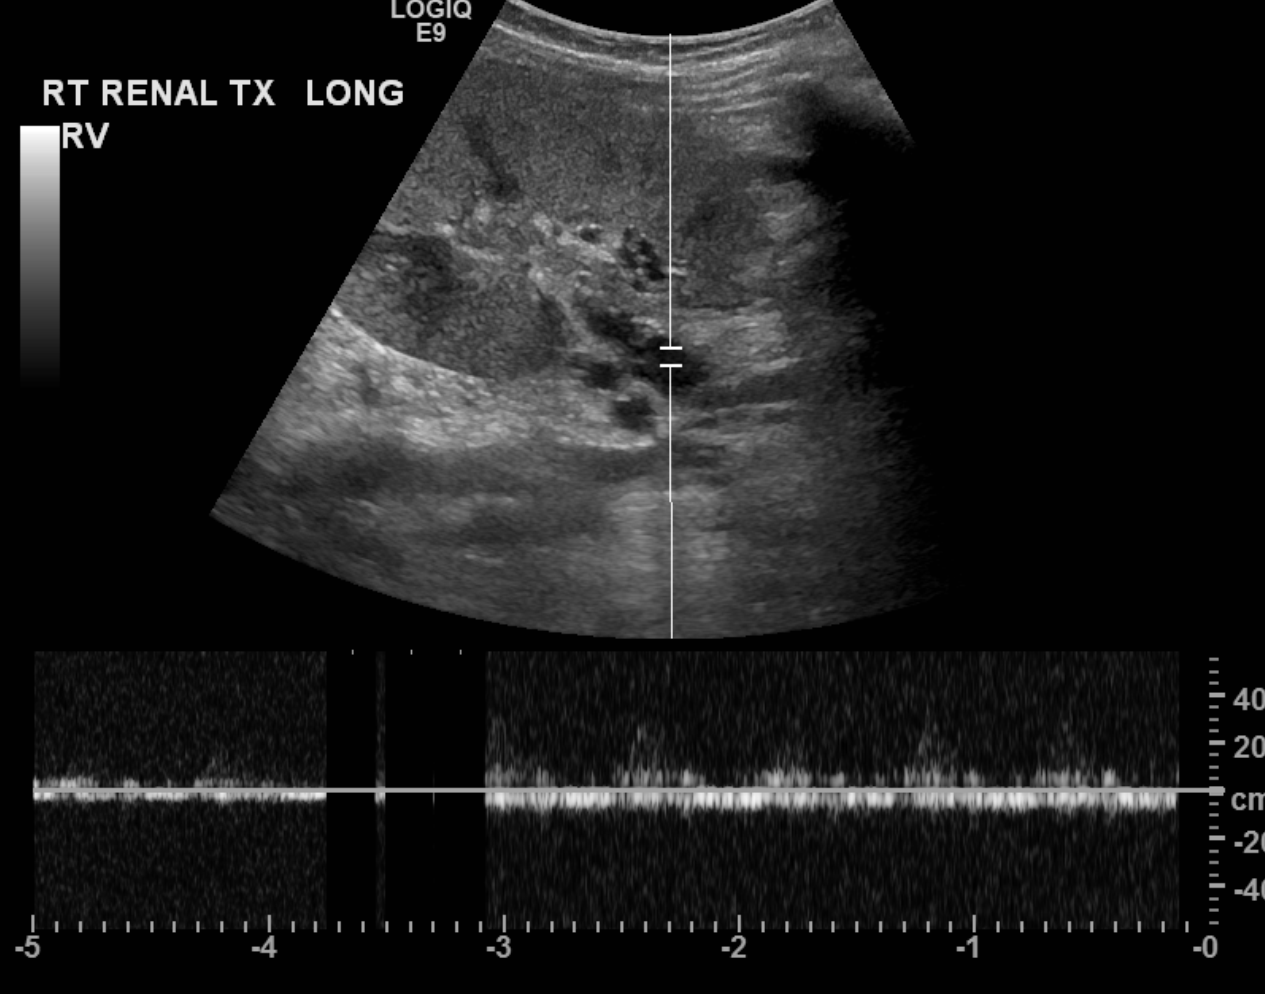 LOGIQ
E9
RT RENAL TX LONG
RV
40
20
cm
-20
-40
-5 -4 -3 -2 -1 -0